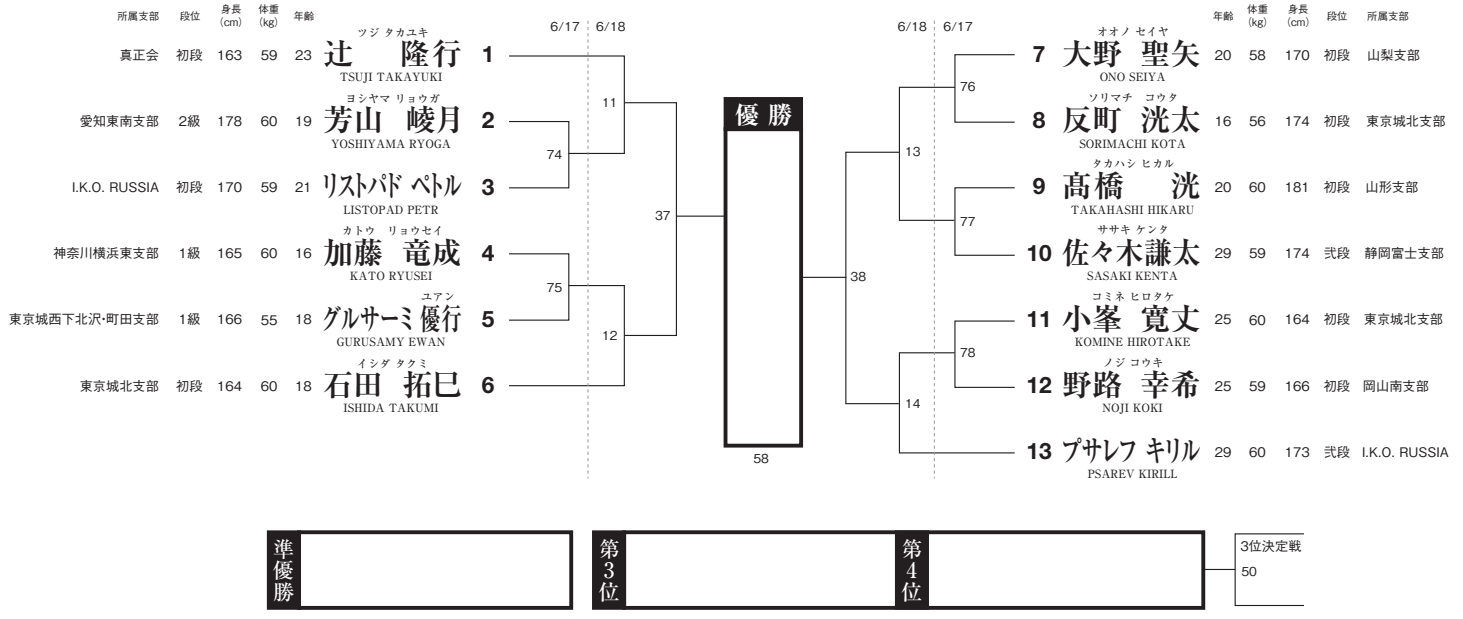 所属支部 段位 身長(cm) 体重(kg) 年齢
6/17 6/18
ツジ タカユキ
真正会 初段 163 59 23 辻 隆行 1
TSUJI TAKAYUKI
11
ヨシヤマ リョウガ
愛知東南支部 2級 178 60 19 芳山 崚月 2
YOSHIYAMA RYOGA
74
I.K.O. RUSSIA 初段 170 59 21 リストパド ペトル 3
LISTOPAD PETR
37
カトウ リョウセイ
神奈川横浜東支部 1級 165 60 16 加藤 竜成 4
KATO RYUSEI
75
ユアン
東京城西下北沢・町田支部 1級 166 55 18 グルサーミ 優行 5
GURUSAMY EWAN
12
イシダ タクミ
東京城北支部 初段 164 60 18 石田 拓巳 6
ISHIDA TAKUMI
優勝
58
6/18 6/17
年齢 体重(kg) 身長(cm) 段位 所属支部
オオノ セイヤ
7 大野 聖矢 20 58 170 初段 山梨支部
ONO SEIYA
76
ソリマチ コウタ
8 反町 洸太 16 56 174 初段 東京城北支部
SORIMACHI KOTA
13
タカハシ ヒカル
9 髙橋 洸 20 60 181 初段 山形支部
TAKAHASHI HIKARU
77
ササキ ケンタ
10 佐々木謙太 29 59 174 弐段 静岡富士支部
SASAKI KENTA
38
コミネ ヒロタケ
11 小峯 寛丈 25 60 164 初段 東京城北支部
KOMINE HIROTAKE
78
ノジ コウキ
12 野路 幸希 25 59 166 初段 岡山南支部
NOJI KOKI
14
13 プサレフ キリル 29 60 173 弐段 I.K.O. RUSSIA
PSAREV KIRILL
準優勝
第3位
第4位
3位決定戦
50